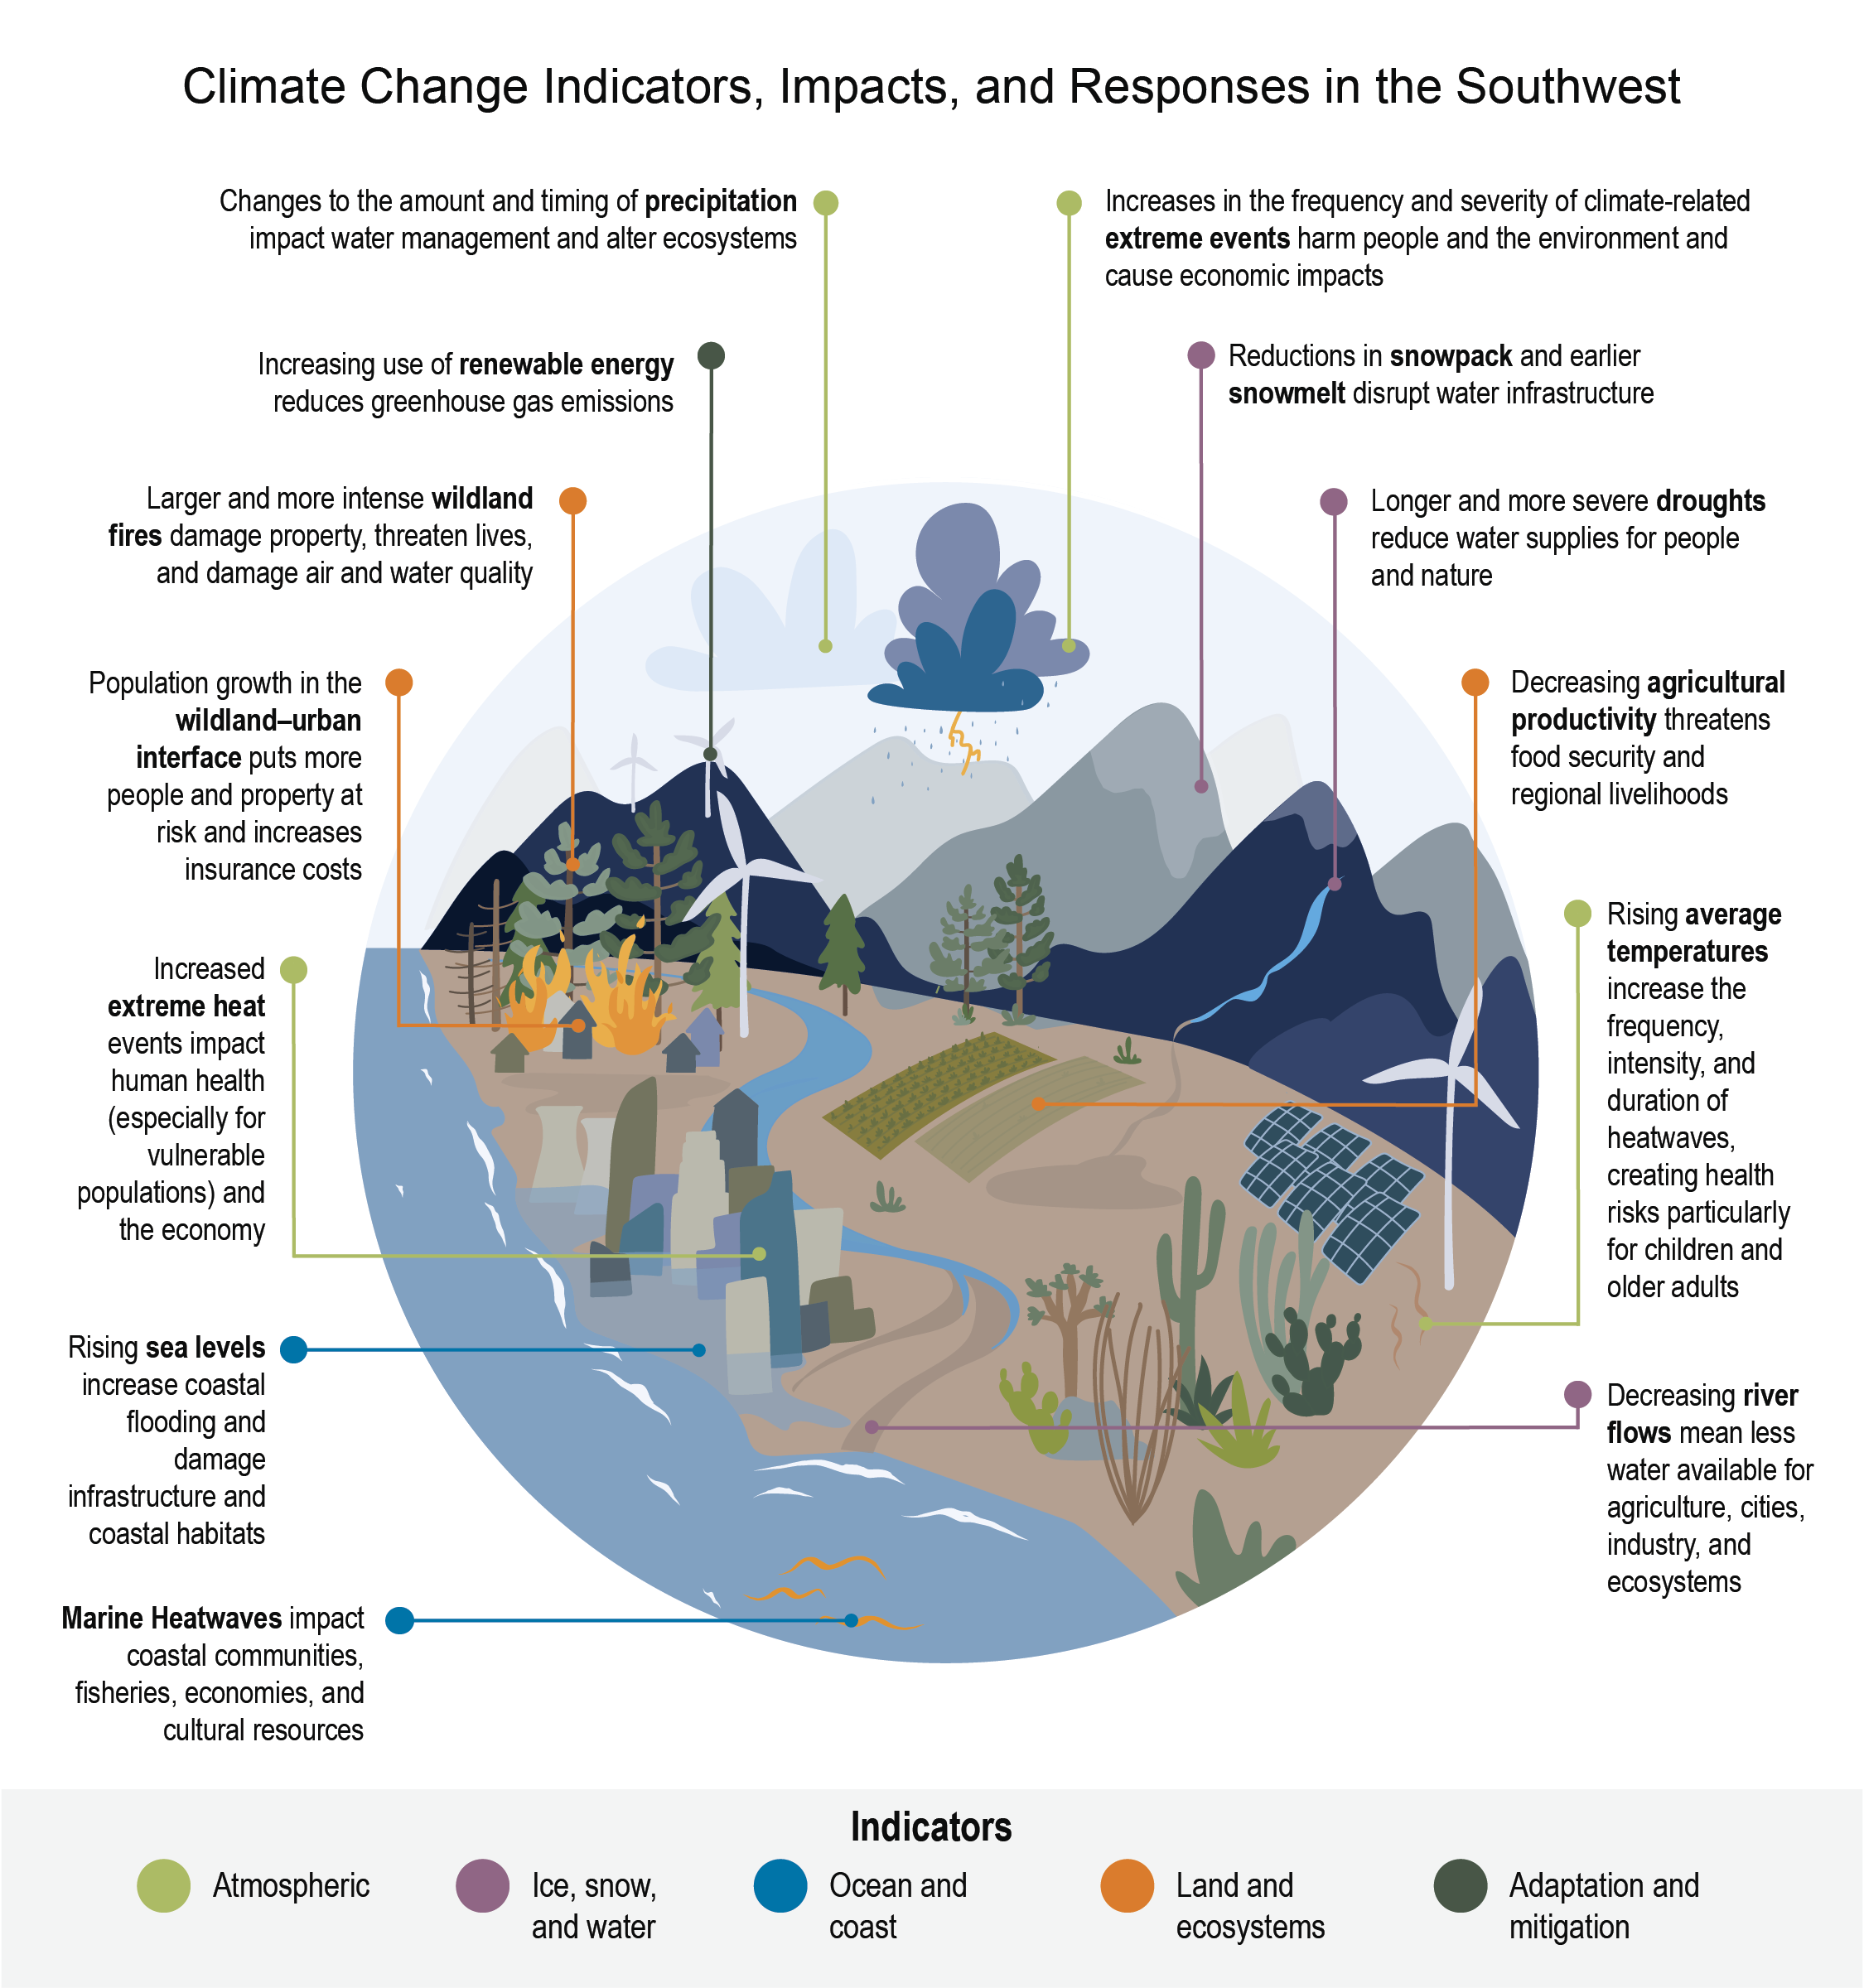 Climate Change Indicators, Impacts, and Responses in the Southwest
Changes to the amount and timing of precipitation
impact water management and alter ecosystems
Increases in the frequency and severity of climate-related
extreme events harm people and the environment and
cause economic impacts
Increasing use of renewable energy
reduces greenhouse gas emissions
Reductions in snowpack and earlier
snowmelt disrupt water infrastructure
Larger and more intense wildland
fires damage property, threaten lives,
and damage air and water quality
Longer and more severe droughts
reduce water supplies for people
and nature
Population growth in the
wildland–urban
interface puts more
people and property at
risk and increases
insurance costs
Decreasing agricultural
productivity threatens
food security and
regional livelihoods
Increased
extreme heat
events impact
human health
(especially for
vulnerable
populations) and
the economy
Rising average
temperatures
increase the
frequency,
intensity, and
duration of
heatwaves,
creating health
risks particularly
for children and
older adults
Rising sea levels
increase coastal
flooding and
damage
infrastructure and
coastal habitats
Decreasing river
flows mean less
water available for
agriculture, cities,
industry, and
ecosystems
Marine Heatwaves impact
coastal communities,
fisheries, economies, and
cultural resources
Indicators
Atmospheric
Ice, snow,
and water
Ocean and
coast
Land and
ecosystems
Adaptation and
mitigation